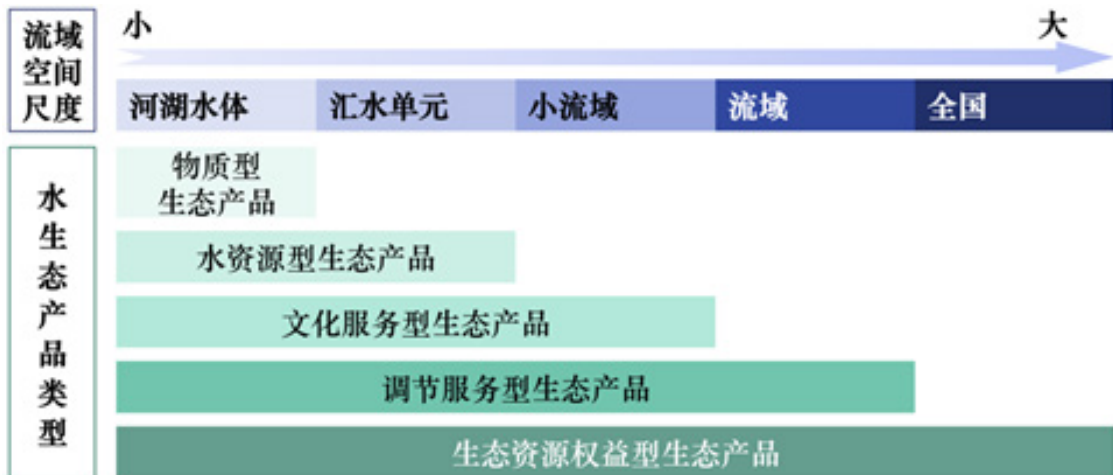 流域
空间
尺度
小
大
河湖水体
汇水单元
小流域
流域
全国
水生态产品类型
物质型
生态产品
水资源型生态产品
文化服务型生态产品
调节服务型生态产品
生态资源权益型生态产品